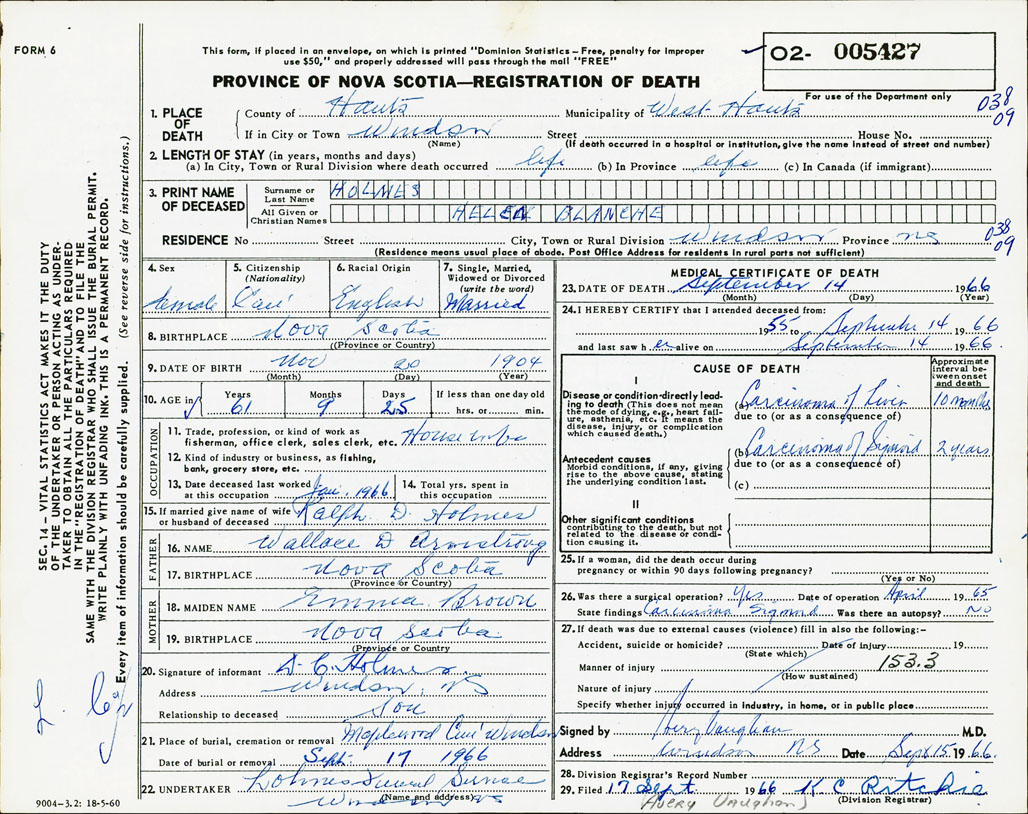 FORM 6
This form, if placed in an envelope, on which is printed "Dominion Statistics – Free, penalty for improper
use $50," and properly addressed will pass through the mail "FREE"
02- 005427
PROVINCE OF NOVA SCOTIA—REGISTRATION OF DEATH
For use of the Department only
038
09
1. PLACE OF DEATH
County of Hants Municipality of West Hants
If in City or Town Windsor Street House No.
(Name) (If death occurred in a hospital or institution, give the name instead of street and number)
2. LENGTH OF STAY (in years, months and days)
(a) In City, Town or Rural Division where death occurred life (b) In Province life (c) In Canada (if immigrant)
3. PRINT NAME OF DECEASED
Surname or Last Name HOLMES
All Given or Christian Names HELEN BLANCHE
RESIDENCE No Street City, Town or Rural Division Windsor Province NS
038
09
(Residence means usual place of abode. Post Office Address for residents in rural parts not sufficient)
4. Sex female
5. Citizenship (Nationality) Can
6. Racial Origin English
7. Single, Married, Widowed or Divorced (write the word) Married
8. BIRTHPLACE Nova Scotia
(Province or Country)
9. DATE OF BIRTH Nov 20 1904
(Month) (Day) (Year)
10. AGE in Years 61 Months 9 Days 25 If less than one day old hrs. or min.
OCCUPATION
11. Trade, profession, or kind of work as fisherman, office clerk, sales clerk, etc. Housewife
12. Kind of industry or business, as fishing, bank, grocery store, etc.
13. Date deceased last worked at this occupation Jan. 1966
14. Total yrs. spent in this occupation
15. If married give name of wife or husband of deceased Ralph D. Holmes
FATHER
16. NAME Wallace D Armstrong
17. BIRTHPLACE Nova Scotia
(Province or Country)
MOTHER
18. MAIDEN NAME Emma Brown
19. BIRTHPLACE Nova Scotia
(Province or Country)
20. Signature of informant D. C. Holmes
Address Windsor, NS
Relationship to deceased Son
21. Place of burial, cremation or removal Maplewood Cem Windsor
Date of burial or removal Sept. 17 1966
22. UNDERTAKER Lohnes Funeral Service
(Name and address) Windsor NS
MEDICAL CERTIFICATE OF DEATH
23. DATE OF DEATH September 14 1966
(Month) (Day) (Year)
24. I HEREBY CERTIFY that I attended deceased from:
1955 to September 14 1966
and last saw h er alive on September 14 1966.
CAUSE OF DEATH
Approximate interval between onset and death
I
Disease or condition directly leading to death (This does not mean the mode of dying, e.g., heart failure, asthenia, etc. It means the disease, injury, or complication which caused death.)
(a) Carcinoma of Liver 10 months
due to (or as a consequence of)
Antecedent causes
Morbid conditions, if any, giving rise to the above cause, stating the underlying condition last.
(b) Carcinoma of Sigmoid 2 years
due to (or as a consequence of)
(c)
II
Other significant conditions
contributing to the death, but not related to the disease or condition causing it.
25. If a woman, did the death occur during
pregnancy or within 90 days following pregnancy?
(Yes or No)
26. Was there a surgical operation? Yes Date of operation April 1965
State findings Carcinoma Sigmoid Was there an autopsy? No
27. If death was due to external causes (violence) fill in also the following:–
Accident, suicide or homicide? Date of injury 19
(State which)
Manner of injury 153.3
(How sustained)
Nature of injury
Specify whether injury occurred in industry, in home, or in public place
Signed by Avery Vaughan M.D.
Address Windsor NS Date Sept 15 1966.
28. Division Registrar's Record Number
29. Filed 17 Sept 1966 K C Ritchie
(Division Registrar)
(Avery Vaughan)
SEC. 14 – VITAL STATISTICS ACT MAKES IT THE DUTY
OF THE UNDERTAKER OR PERSON ACTING AS UNDER-
TAKER TO OBTAIN ALL THE PARTICULARS REQUIRED
IN THE "REGISTRATION OF DEATH" AND TO FILE THE
SAME WITH THE DIVISION REGISTRAR WHO SHALL ISSUE THE BURIAL PERMIT.
WRITE PLAINLY WITH UNFADING INK. THIS IS A PERMANENT RECORD.
Every item of information should be carefully supplied. (See reverse side for instructions.)
9004-3.2: 18-5-60